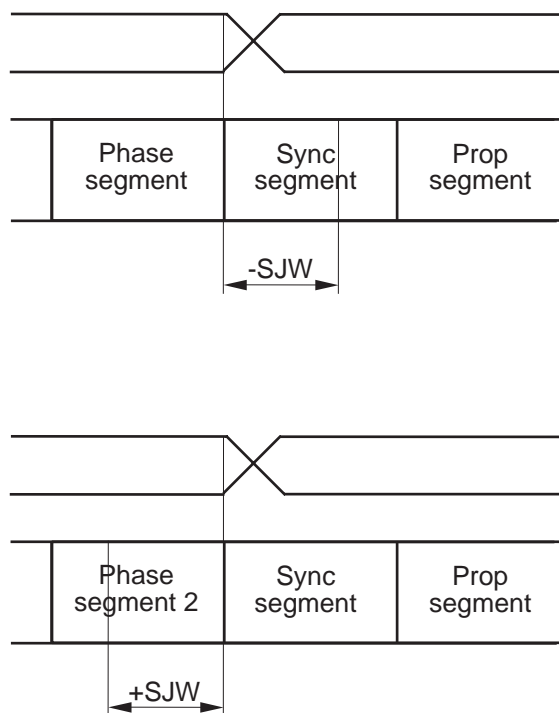 Phase
segment
Sync
segment
Prop
segment
-SJW
Phase
segment 2
Sync
segment
Prop
segment
+SJW